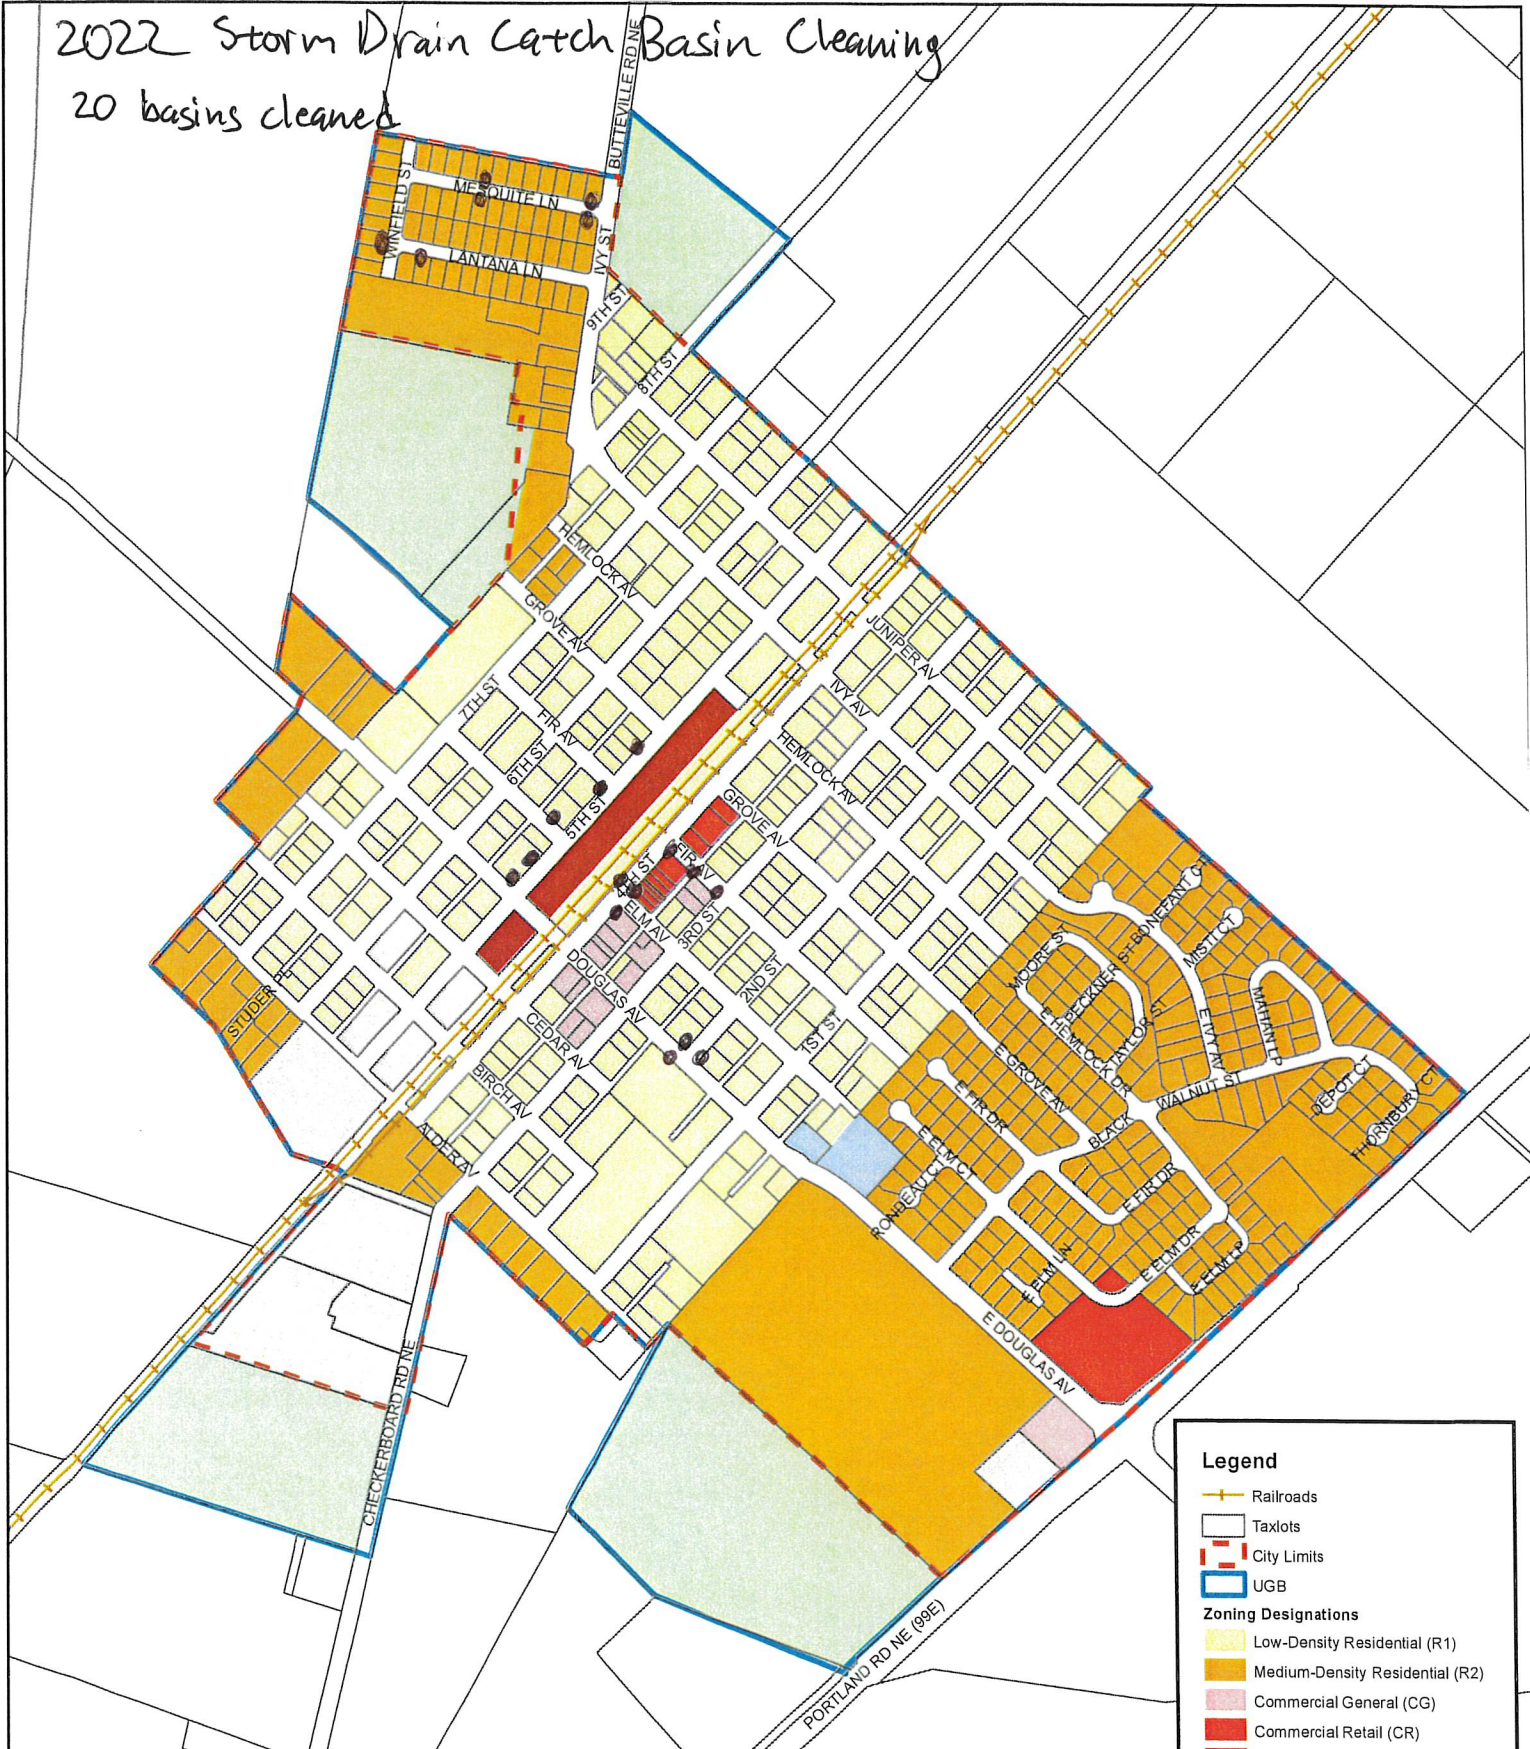 2022 Storm Drain Catch Basin Cleaning
20 basins cleaned
BUTTEVILLE RD NE
WINFIELD ST
MESQUITE LN
LANTANA LN
IVY ST
9TH ST
8TH ST
HEMLOCK AV
GROVE AV
7TH ST
FIR AV
6TH ST
5TH ST
JUNIPER AV
IVY AV
HEMLOCK AV
GROVE AV
FIR AV
4TH ST
ELM AV
3RD ST
DOUGLAS AV
2ND ST
CEDAR AV
1ST ST
BIRCH AV
ALDER AV
STUDER PL
MOORE ST
PECKNER ST
BONEFANT CT
MISTI CT
E HEMLOCK DR
TAYLOR ST
E IVY AV
MAHAN LP
E GROVE AV
WALNUT ST
DEPOT CT
THORNBURY CT
E FIR DR
BLACK
E ELM CT
RONDEAU CT
E FIR DR
E ELM LN
E ELM DR
E ELM LP
E DOUGLAS AV
CHECKERBOARD RD NE
PORTLAND RD NE (99E)
Legend
Railroads
Taxlots
City Limits
UGB
Zoning Designations
Low-Density Residential (R1)
Medium-Density Residential (R2)
Commercial General (CG)
Commercial Retail (CR)